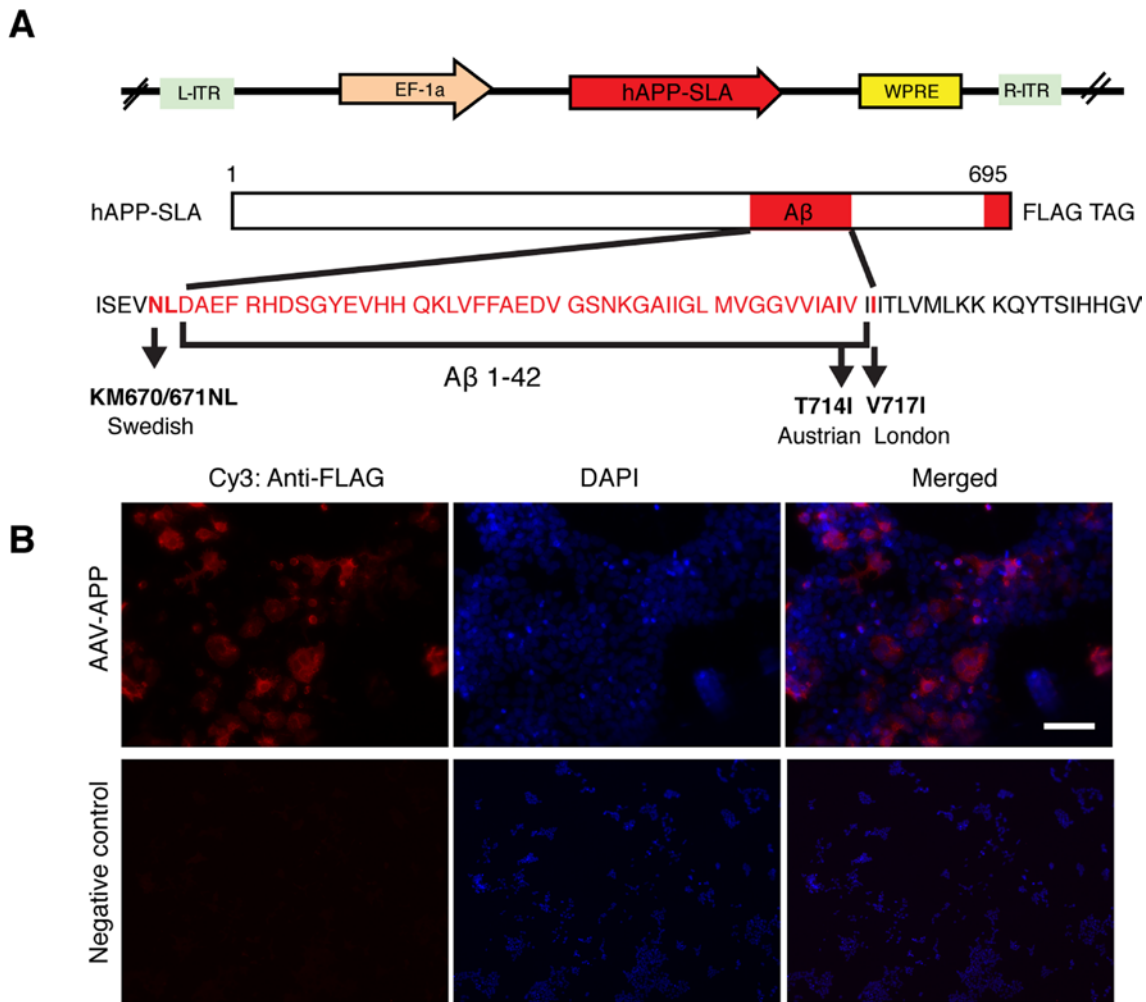 A
L-ITR EF-1a hAPP-SLA WPRE R-ITR
1 695
hAPP-SLA Aβ FLAG TAG
ISEVNLDAEF RHDSGYEVHH QKLVFFAEDV GSNKGAIIGL MVGGVVIAIV IIITLVMLKK KQYTSIHHGV
Aβ 1-42
KM670/671NL T714I V717I
Swedish Austrian London
Cy3: Anti-FLAG DAPI Merged
B
AAV-APP
Negative control